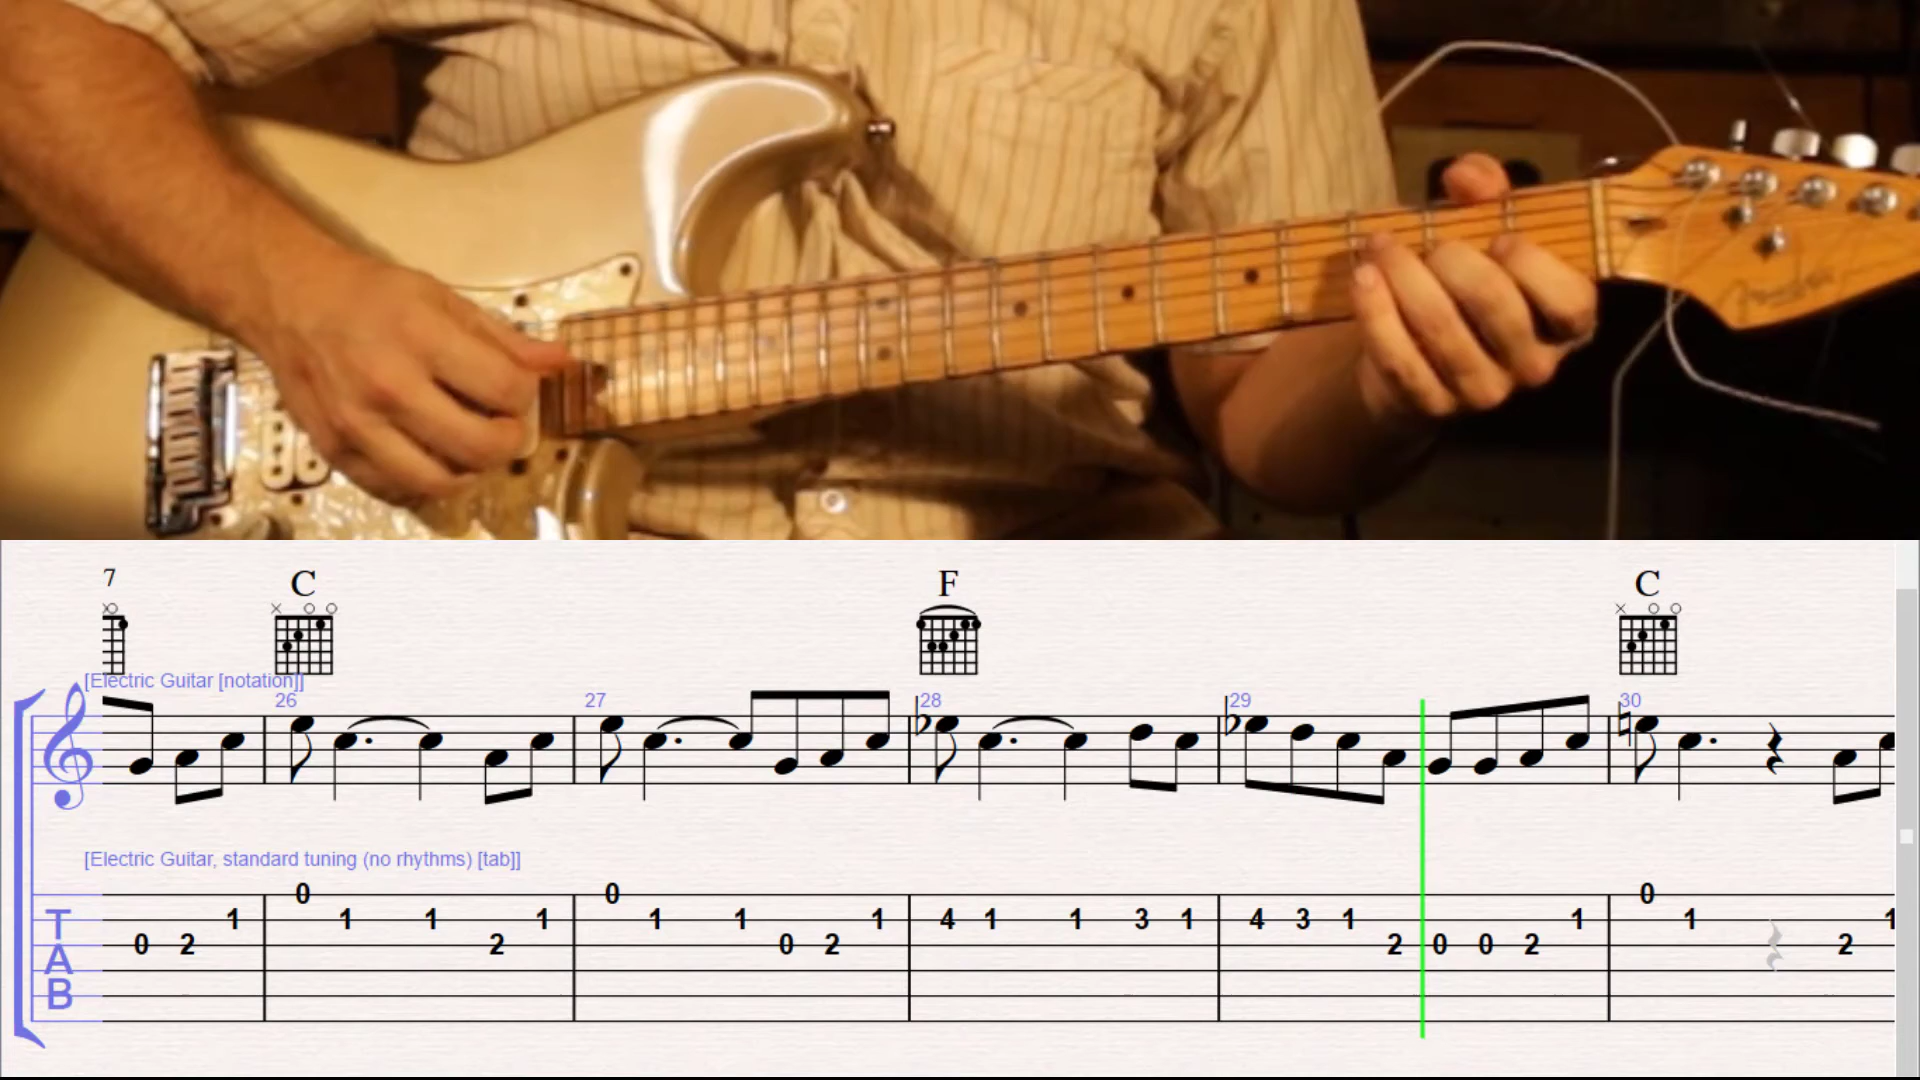 7 C F C
[Electric Guitar [notation]]
26 27 28 29 30
[Electric Guitar, standard tuning (no rhythms) [tab]]
T
A
B
0 2 1 0 1 1 2 1 0 1 1 0 2 1 4 1 1 3 1 4 3 1 2 0 0 2 1 0 1 2 1